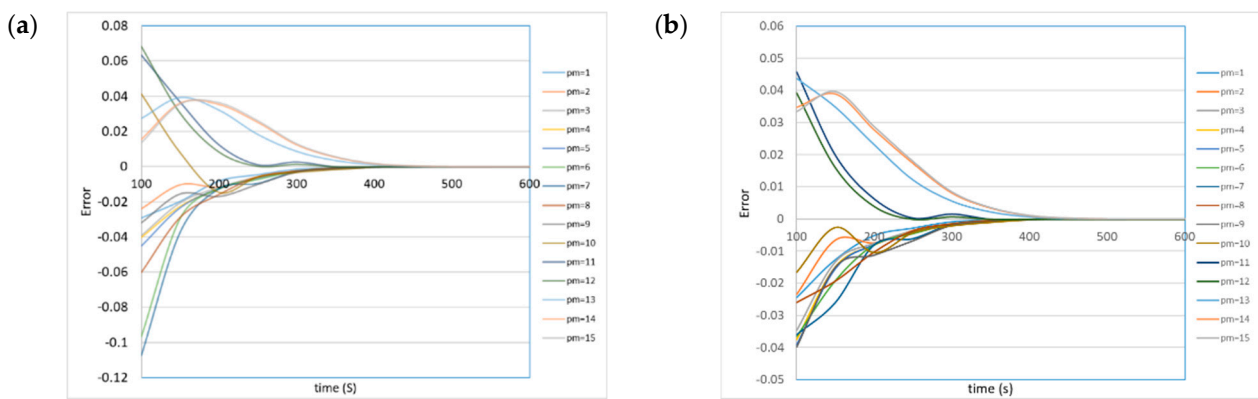 (a)
0.08
0.06
0.04
0.02
0
-0.02
-0.04
-0.06
-0.08
-0.1
-0.12
Error
100 200 300 400 500 600
time (S)
pm=1
pm=2
pm=3
pm=4
pm=5
pm=6
pm=7
pm=8
pm=9
pm=10
pm=11
pm=12
pm=13
pm=14
pm=15
(b)
0.06
0.05
0.04
0.03
0.02
0.01
0
-0.01
-0.02
-0.03
-0.04
-0.05
Error
100 200 300 400 500 600
time (s)
pm=1
pm=2
pm=3
pm=4
pm=5
pm=6
pm=7
pm=8
pm=9
pm=10
pm=11
pm=12
pm=13
pm=14
pm=15